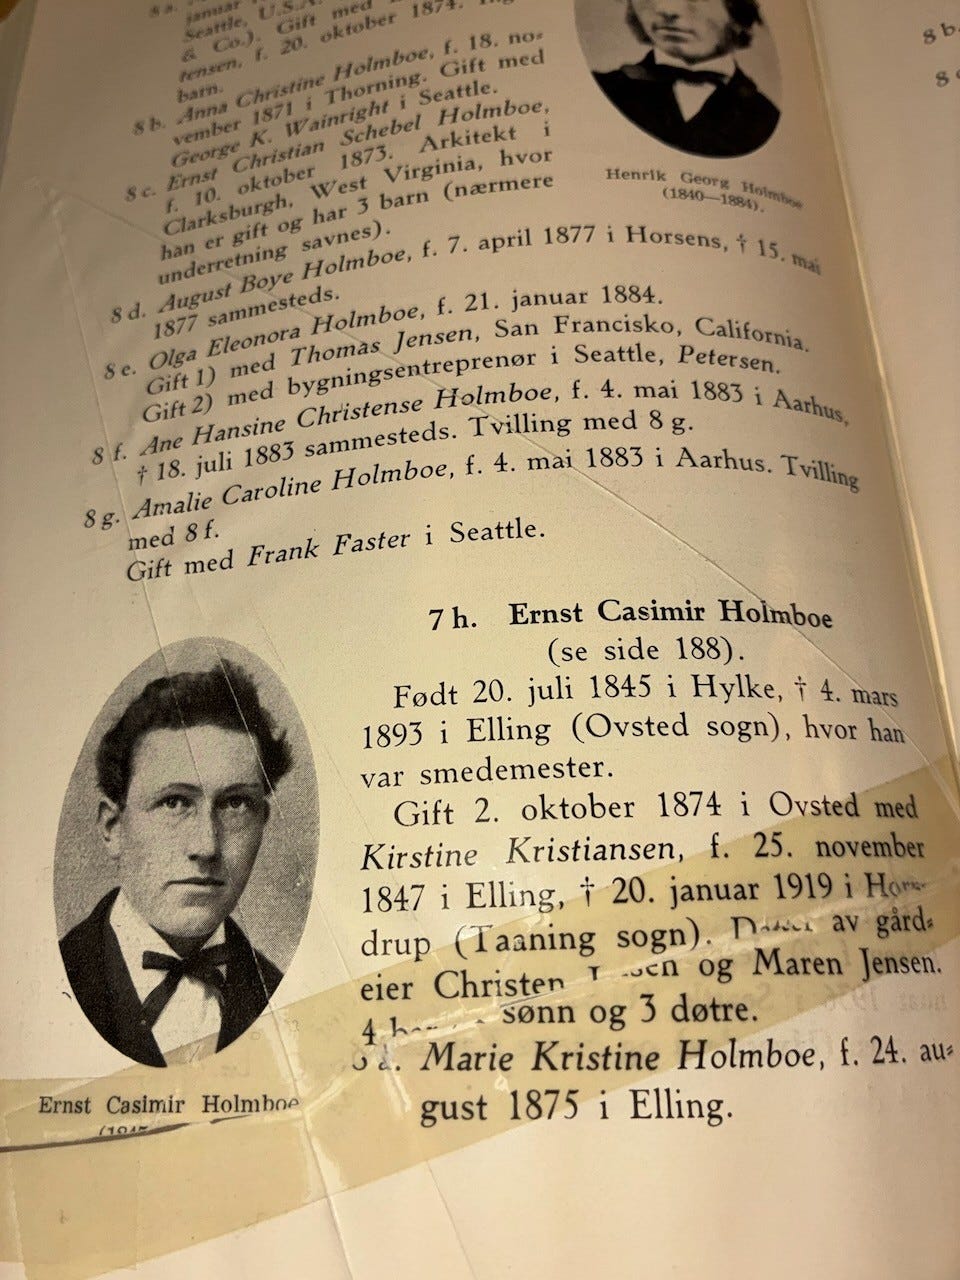 8 a.
januar
Seattle, U.S.A.
& Co.). Gift med
tensen, f. 20. oktober 1874.
barn.
8 b. Anna Christine Holmboe, f. 18. no=
vember 1871 i Thorning. Gift med
George K. Wainright i Seattle.
8 c. Ernst Christian Schebel Holmboe,
f. 10. oktober 1873. Arkitekt i
Clarksburgh, West Virginia, hvor
han er gift og har 3 barn (nærmere
underretning savnes).
Henrik Georg Holmboe
(1840—1884).
8 d. August Boye Holmboe, f. 7. april 1877 i Horsens, † 15. mai
1877 sammesteds.
8 e. Olga Eleonora Holmboe, f. 21. januar 1884.
Gift 1) med Thomas Jensen, San Francisko, California.
Gift 2) med bygningsentreprenør i Seattle, Petersen.
8 f. Ane Hansine Christense Holmboe, f. 4. mai 1883 i Aarhus,
† 18. juli 1883 sammesteds. Tvilling med 8 g.
8 g. Amalie Caroline Holmboe, f. 4. mai 1883 i Aarhus. Tvilling
med 8 f.
Gift med Frank Faster i Seattle.
7 h. Ernst Casimir Holmboe
(se side 188).
Født 20. juli 1845 i Hylke, † 4. mars
1893 i Elling (Ovsted sogn), hvor han
var smedemester.
Gift 2. oktober 1874 i Ovsted med
Kirstine Kristiansen, f. 25. november
1847 i Elling, † 20. januar 1919 i
drup (Taaning sogn). av gård=
eier Christen og Maren Jensen.
4 sønn og 3 døtre.
Marie Kristine Holmboe, f. 24. au=
gust 1875 i Elling.
Ernst Casimir Holmboe
8 b.
8